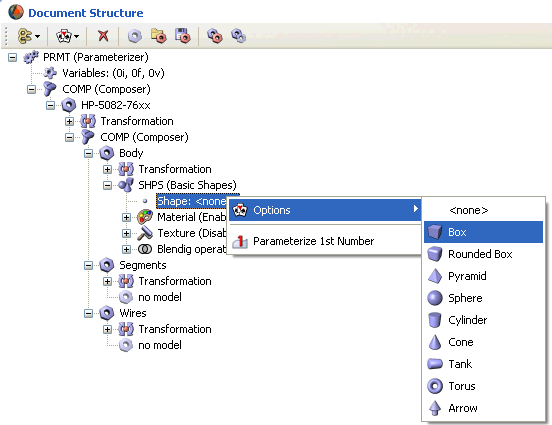 Document Structure
PRMT (Parameterizer)
Variables: (0i, 0f, 0v)
COMP (Composer)
HP-5082-76xx
Transformation
COMP (Composer)
Body
Transformation
SHPS (Basic Shapes)
Shape: <none
Material (Enab
Texture (Disab
Blendig operat
Segments
Transformation
no model
Wires
Transformation
no model
Options
1 Parameterize 1st Number
<none>
Box
Rounded Box
Pyramid
Sphere
Cylinder
Cone
Tank
Torus
Arrow